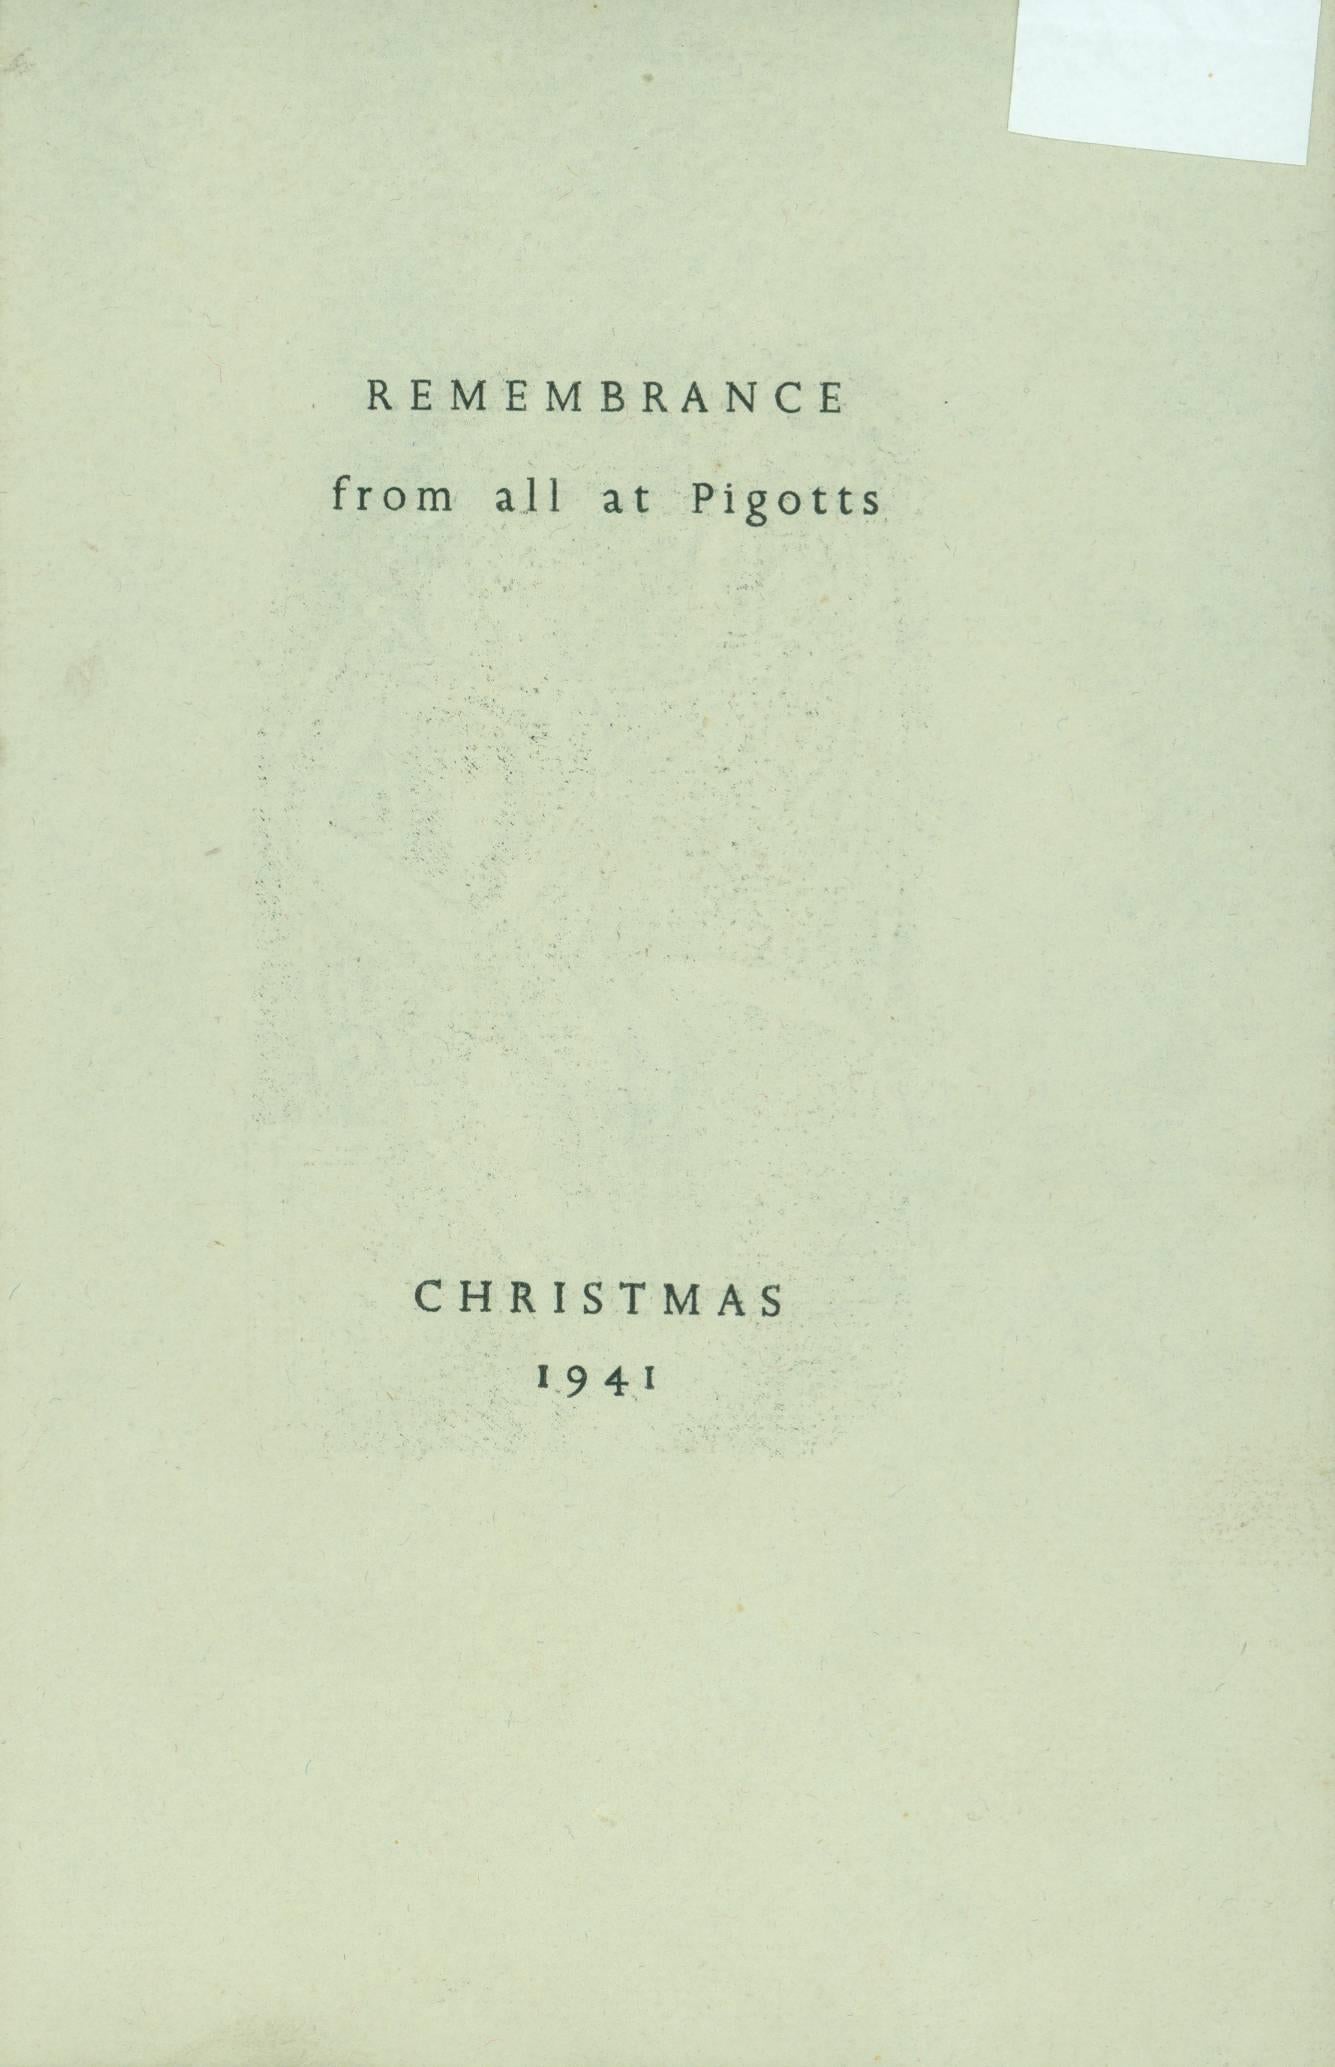 REMEMBRANCE
from all at Pigotts
CHRISTMAS
1941